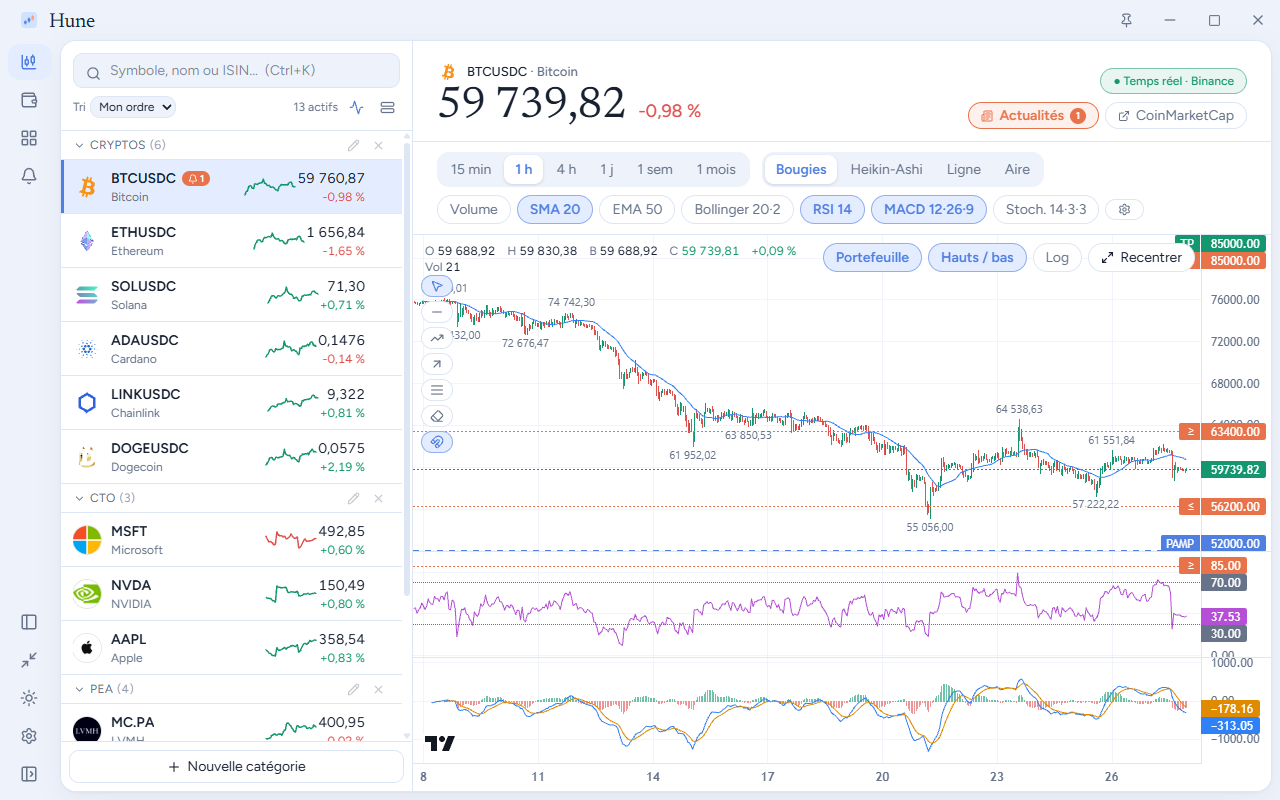 Hune
Symbole, nom ou ISIN… (Ctrl+K)
Tri
Mon ordre
13 actifs
CRYPTOS (6)
BTCUSDC
1
59 760,87
Bitcoin
-0,98 %
ETHUSDC
1 656,84
Ethereum
-1,65 %
SOLUSDC
71,30
Solana
+0,71 %
ADAUSDC
0,1476
Cardano
-0,14 %
LINKUSDC
9,322
Chainlink
+0,81 %
DOGEUSDC
0,0575
Dogecoin
+2,19 %
CTO (3)
MSFT
492,85
Microsoft
+0,60 %
NVDA
150,49
NVIDIA
+0,80 %
AAPL
358,54
Apple
+0,83 %
PEA (4)
MC.PA
400,95
LVMH
LVMH
+ Nouvelle catégorie
BTCUSDC · Bitcoin
59 739,82 -0,98 %
Temps réel · Binance
Actualités 1
CoinMarketCap
15 min 1 h 4 h 1 j 1 sem 1 mois
Bougies Heikin-Ashi Ligne Aire
Volume SMA 20 EMA 50 Bollinger 20·2 RSI 14 MACD 12·26·9 Stoch. 14·3·3
O 59 688,92 H 59 830,38 B 59 688,92 C 59 739,81 +0,09 %
Vol 21
Portefeuille Hauts / bas Log Recentrer
TP 85000.00
85000.00
76000.00
72000.00
68000.00
≥ 63400.00
59739.82
≤ 56200.00
PAMP 52000.00
≥ 85.00
70.00
37.53
30.00
0.00
1000.00
0.00
−178.16
−313.05
−1000.00
74 742,30
72 676,47
63 850,53
61 952,02
64 538,63
61 551,84
57 222,22
55 056,00
8 11 14 17 20 23 26